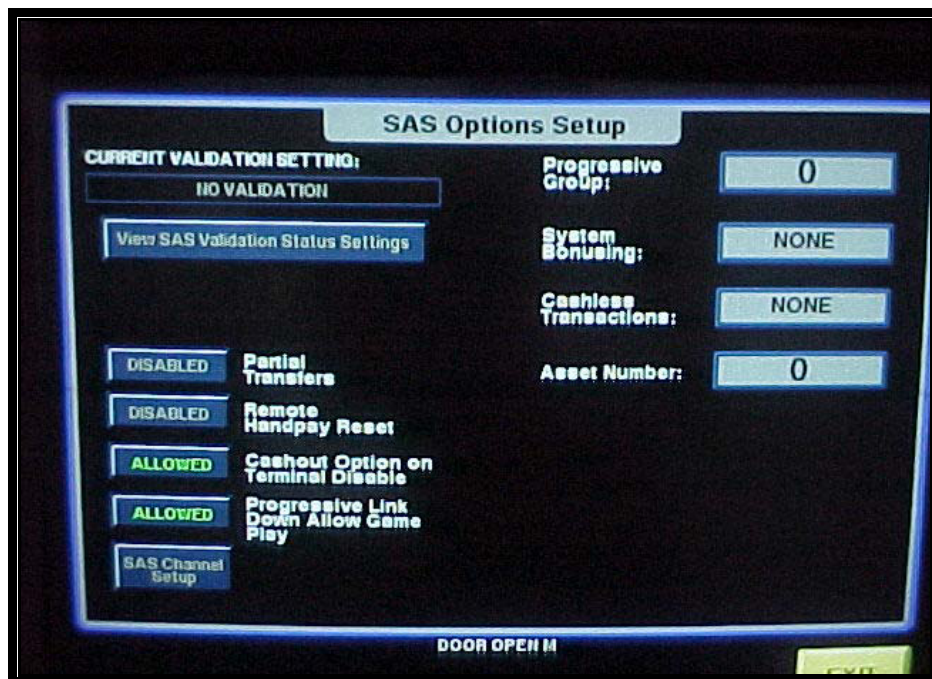 SAS Options Setup
CURRENT VALIDATION SETTING:
NO VALIDATION
View SAS Validation Status Settings
DISABLED
Partial
Transfers
DISABLED
Remote
Handpay Reset
ALLOWED
Cashout Option on
Terminal Disable
ALLOWED
Progressive Link
Down Allow Game
Play
SAS Channel
Setup
Progressive
Group:
0
System
Bonusing:
NONE
Cashless
Transactions:
NONE
Asset Number:
0
DOOR OPEN M
EXIT